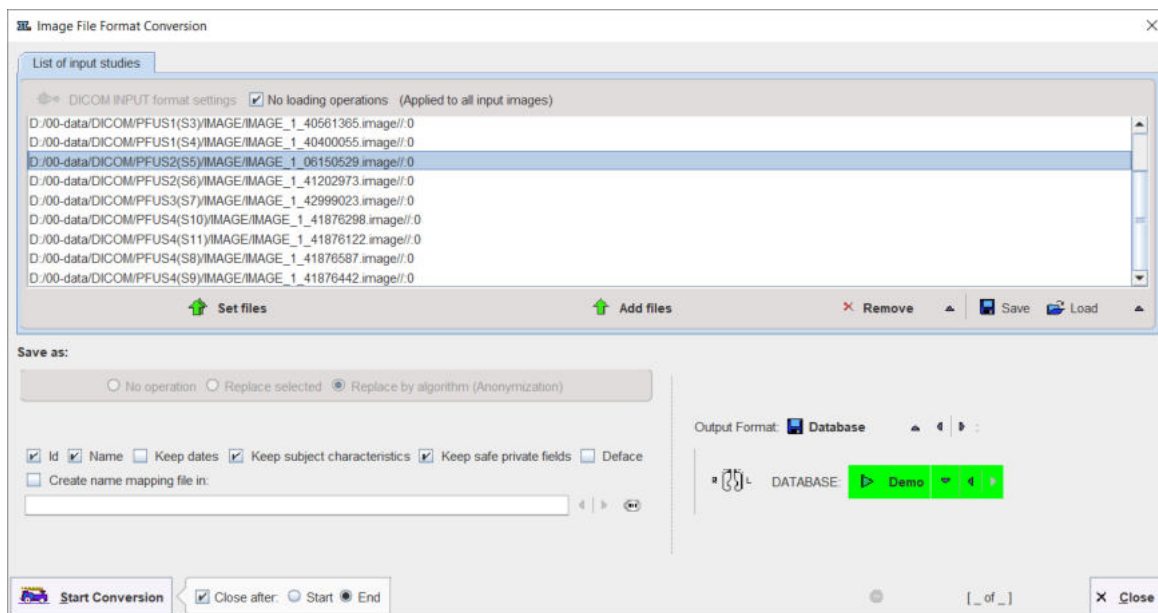 Image File Format Conversion
List of input studies
DICOM INPUT format settings No loading operations (Applied to all input images)
D:/00-data/DICOM/PFUS1(S3)/IMAGE/IMAGE_1_40561365.image//:0
D:/00-data/DICOM/PFUS1(S4)/IMAGE/IMAGE_1_40400055.image//:0
D:/00-data/DICOM/PFUS2(S5)/IMAGE/IMAGE_1_06150529.image//:0
D:/00-data/DICOM/PFUS2(S6)/IMAGE/IMAGE_1_41202973.image//:0
D:/00-data/DICOM/PFUS3(S7)/IMAGE/IMAGE_1_42999023.image//:0
D:/00-data/DICOM/PFUS4(S10)/IMAGE/IMAGE_1_41876298.image//:0
D:/00-data/DICOM/PFUS4(S11)/IMAGE/IMAGE_1_41876122.image//:0
D:/00-data/DICOM/PFUS4(S8)/IMAGE/IMAGE_1_41876587.image//:0
D:/00-data/DICOM/PFUS4(S9)/IMAGE/IMAGE_1_41876442.image//:0
Set files Add files Remove Save Load
Save as:
No operation Replace selected Replace by algorithm (Anonymization)
Output Format: Database :
Id Name Keep dates Keep subject characteristics Keep safe private fields Deface
Create name mapping file in:
R L DATABASE: Demo
Start Conversion Close after: Start End [ _ of _ ] Close